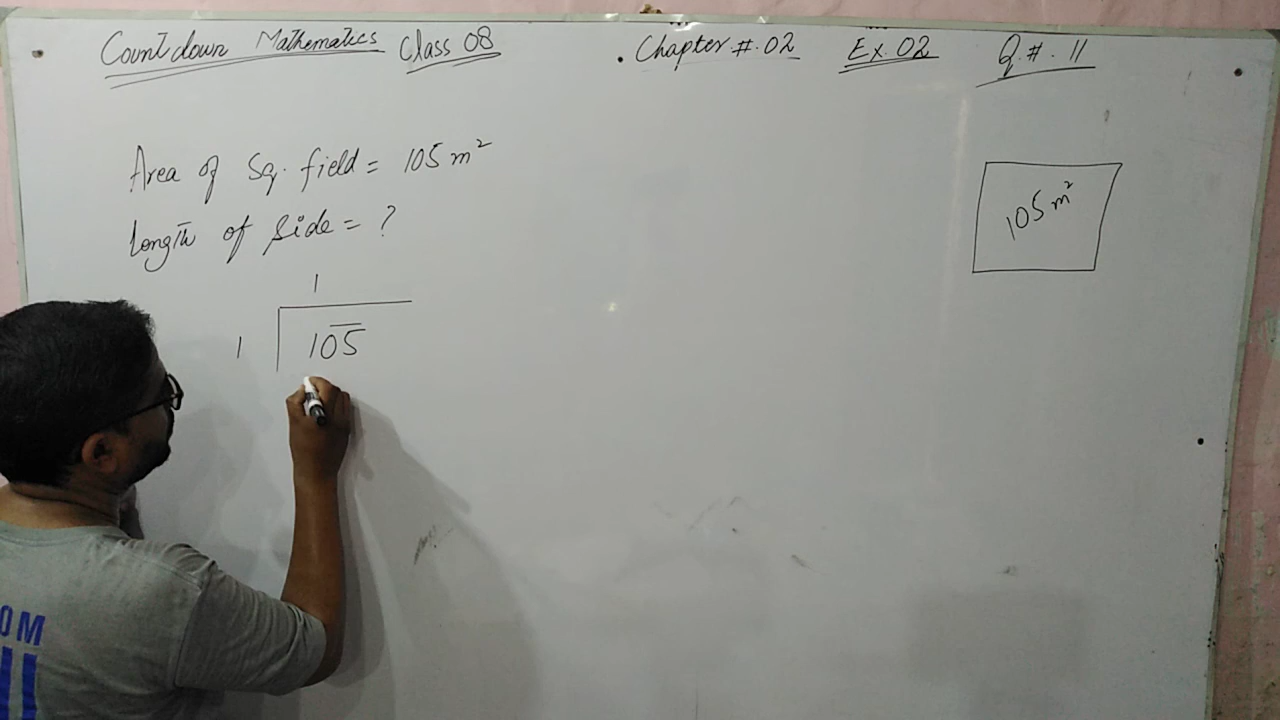 Countdown Mathematics Class 08 . Chapter #.02 Ex.02 Q.#.11
Area of Sq. field = 105 m²
Length of Side = ?
105 m²
1
1 105
OM